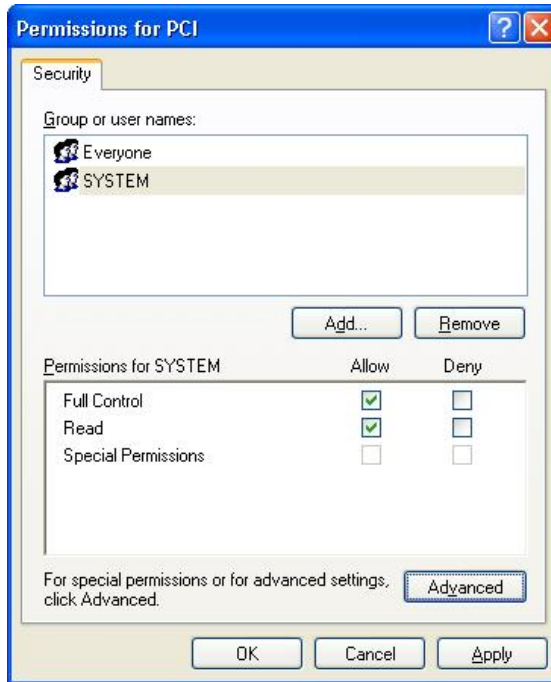 Permissions for PCI
Security
Group or user names:
Everyone
SYSTEM
Add...
Remove
Permissions for SYSTEM Allow Deny
Full Control
Read
Special Permissions
For special permissions or for advanced settings,
click Advanced.
Advanced
OK Cancel Apply